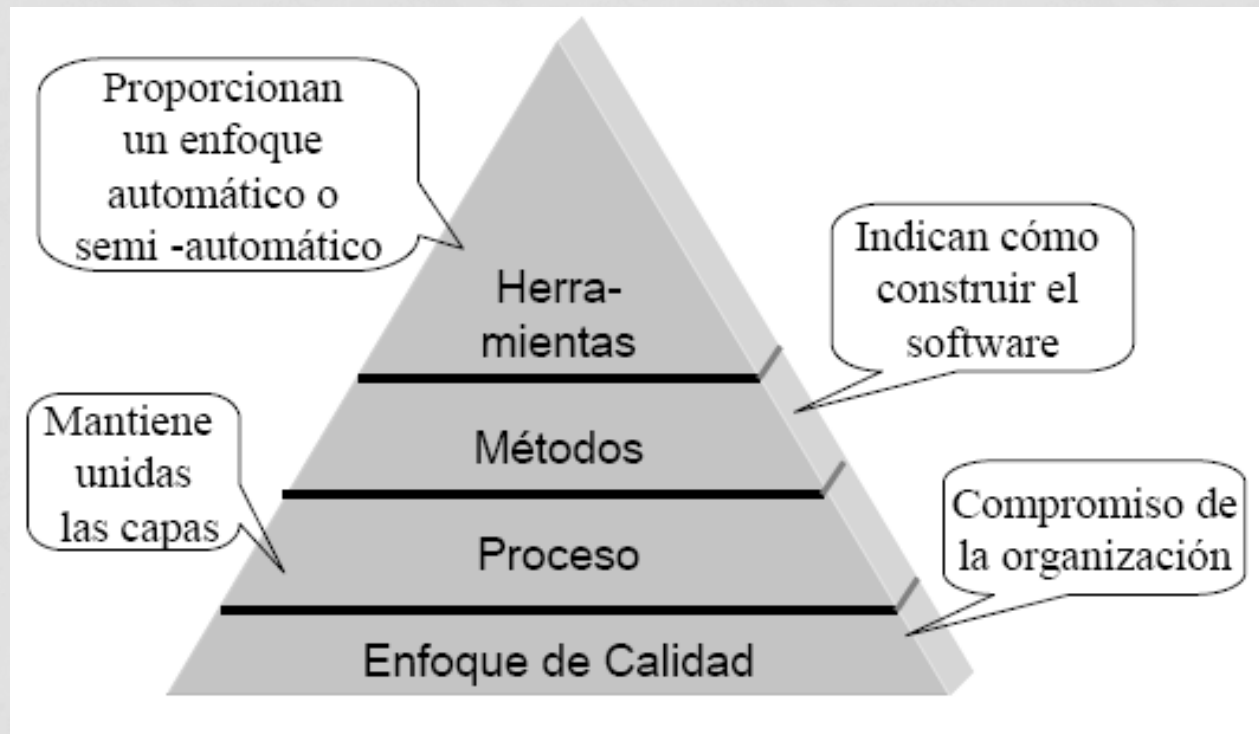 Proporcionan
un enfoque
automático o
semi -automático
Herra-
mientas
Indican cómo
construir el
software
Métodos
Mantiene
unidas
las capas
Proceso
Compromiso de
la organización
Enfoque de Calidad